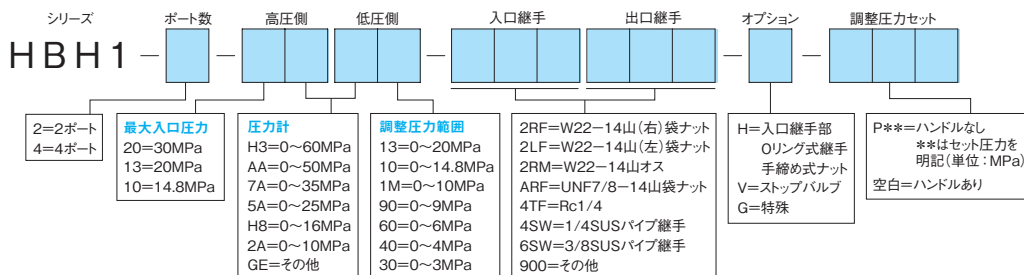 シリーズ
ポート数
高圧側
低圧側
入口継手
出口継手
オプション
調整圧力セット
HBH1 － － － － －
2=2ポート
4=4ポート
最大入口圧力
20=30MPa
13=20MPa
10=14.8MPa
圧力計
H3=0〜60MPa
AA=0〜50MPa
7A=0〜35MPa
5A=0〜25MPa
H8=0〜16MPa
2A=0〜10MPa
GE=その他
調整圧力範囲
13=0〜20MPa
10=0〜14.8MPa
1M=0〜10MPa
90=0〜9MPa
60=0〜6MPa
40=0〜4MPa
30=0〜3MPa
2RF=W22−14山(右)袋ナット
2LF=W22−14山(左)袋ナット
2RM=W22−14山オス
ARF=UNF7/8−14山袋ナット
4TF=Rc1/4
4SW=1/4SUSパイプ継手
6SW=3/8SUSパイプ継手
900=その他
H=入口継手部
Oリング式継手
手締め式ナット
V=ストップバルブ
G=特殊
P**=ハンドルなし
**はセット圧力を
明記(単位：MPa)
空白=ハンドルあり